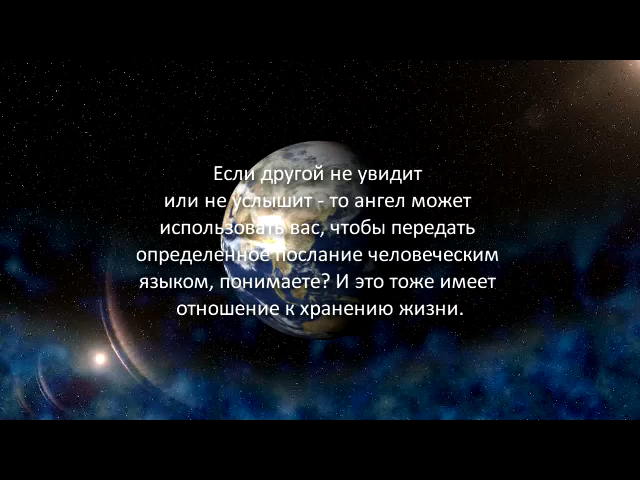 Если другой не увидит
или не услышит - то ангел может
использовать вас, чтобы передать
определенное послание человеческим
языком, понимаете? И это тоже имеет
отношение к хранению жизни.